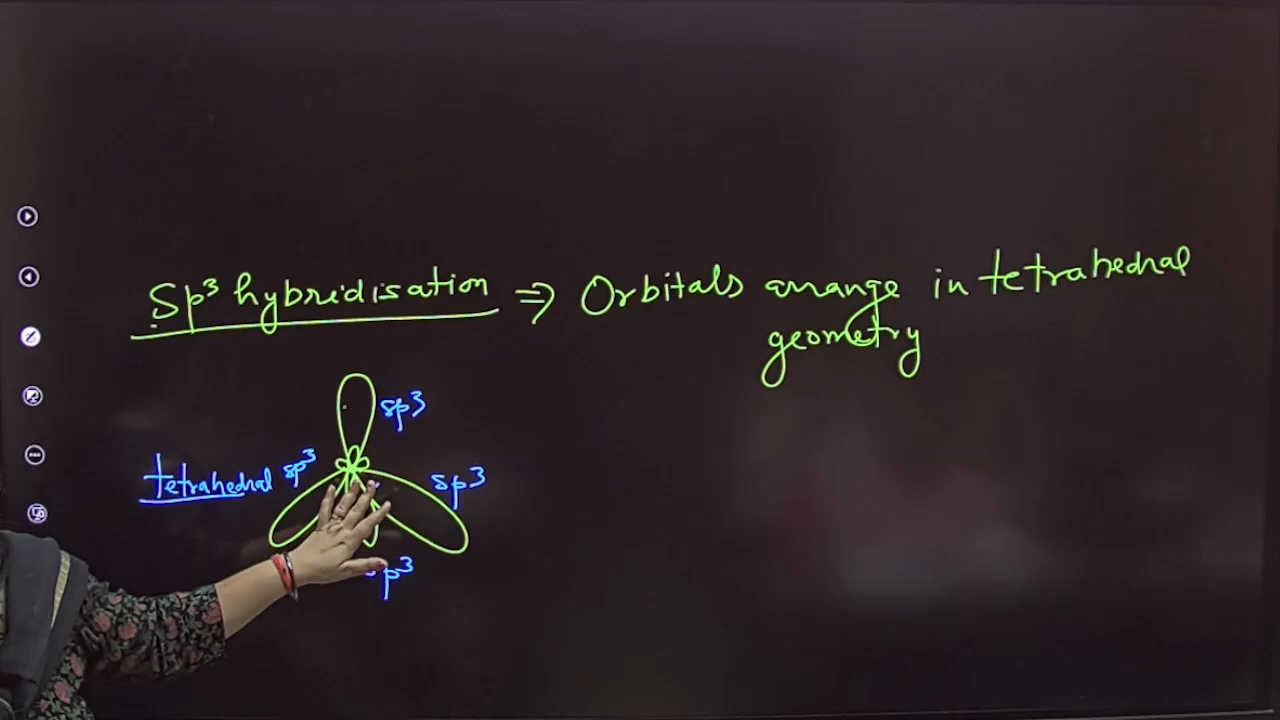 Sp³ hybridisation ⇒ Orbitals arrange in tetrahedral
geometry
sp3
tetrahedral sp³
sp3
sp³